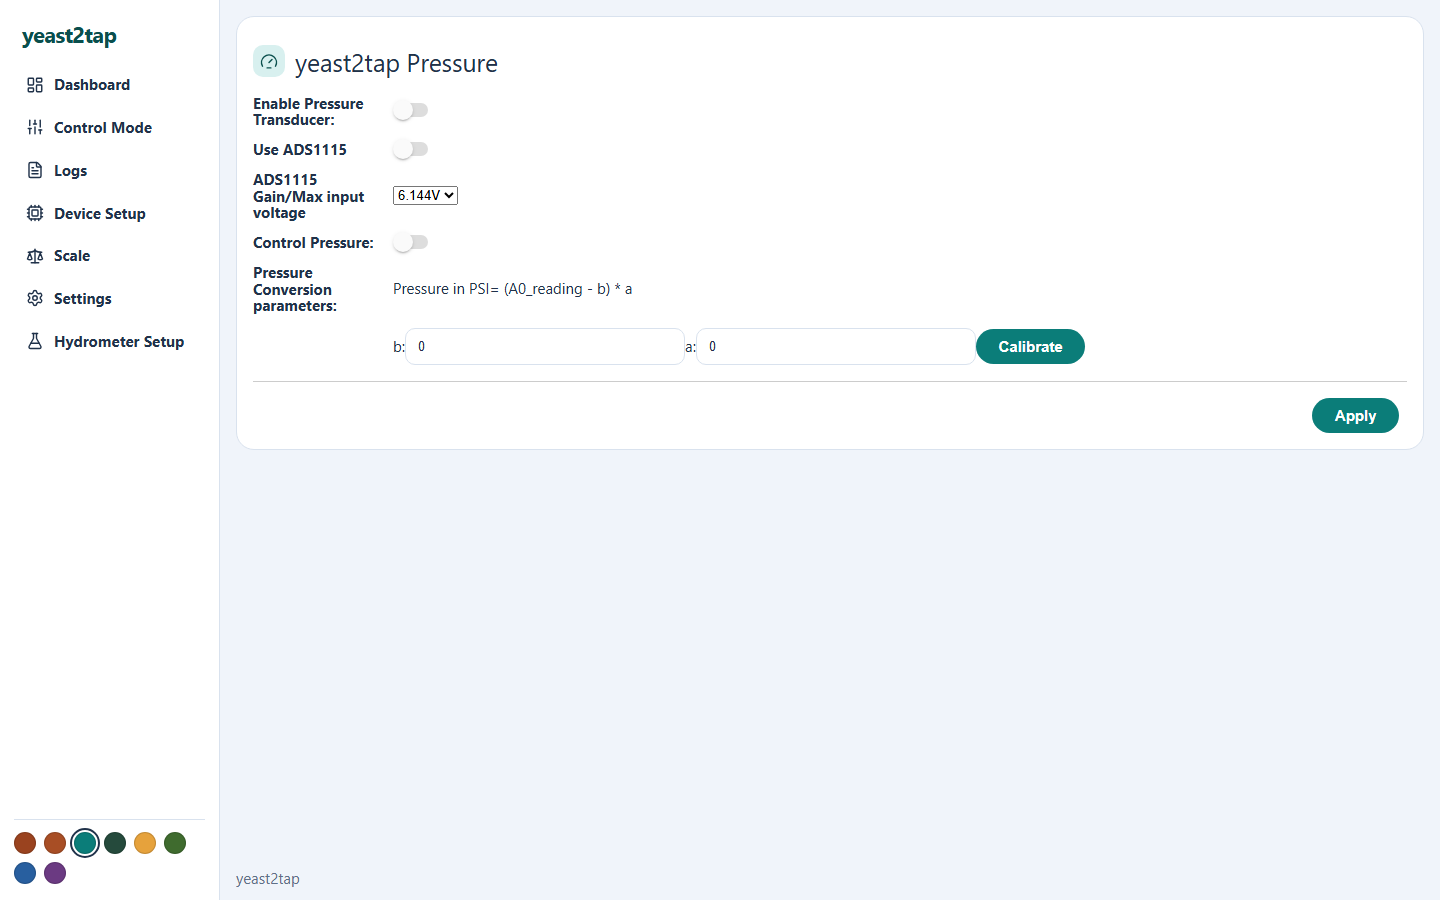 yeast2tap
Dashboard
Control Mode
Logs
Device Setup
Scale
Settings
Hydrometer Setup
yeast2tap Pressure
Enable Pressure
Transducer:
Use ADS1115
ADS1115
Gain/Max input
voltage
6.144V
Control Pressure:
Pressure
Conversion
parameters:
Pressure in PSI= (A0_reading - b) * a
b: 0 a: 0 Calibrate
Apply
yeast2tap